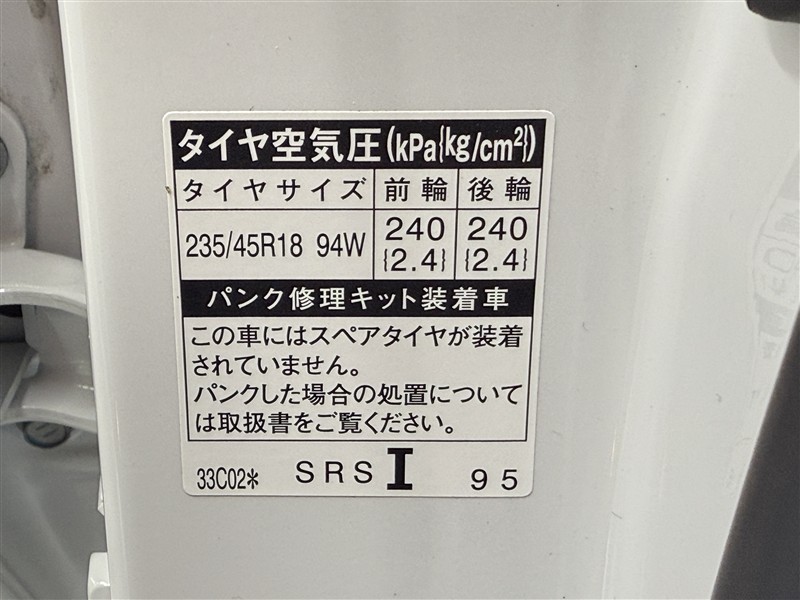 タイヤ空気圧(kPa{kg/cm²})
タイヤサイズ 前輪 後輪
235/45R18 94W 240 {2.4} 240 {2.4}
パンク修理キット装着車
この車にはスペアタイヤが装着
されていません。
パンクした場合の処置について
は取扱書をご覧ください。
33C02* SRS I 95